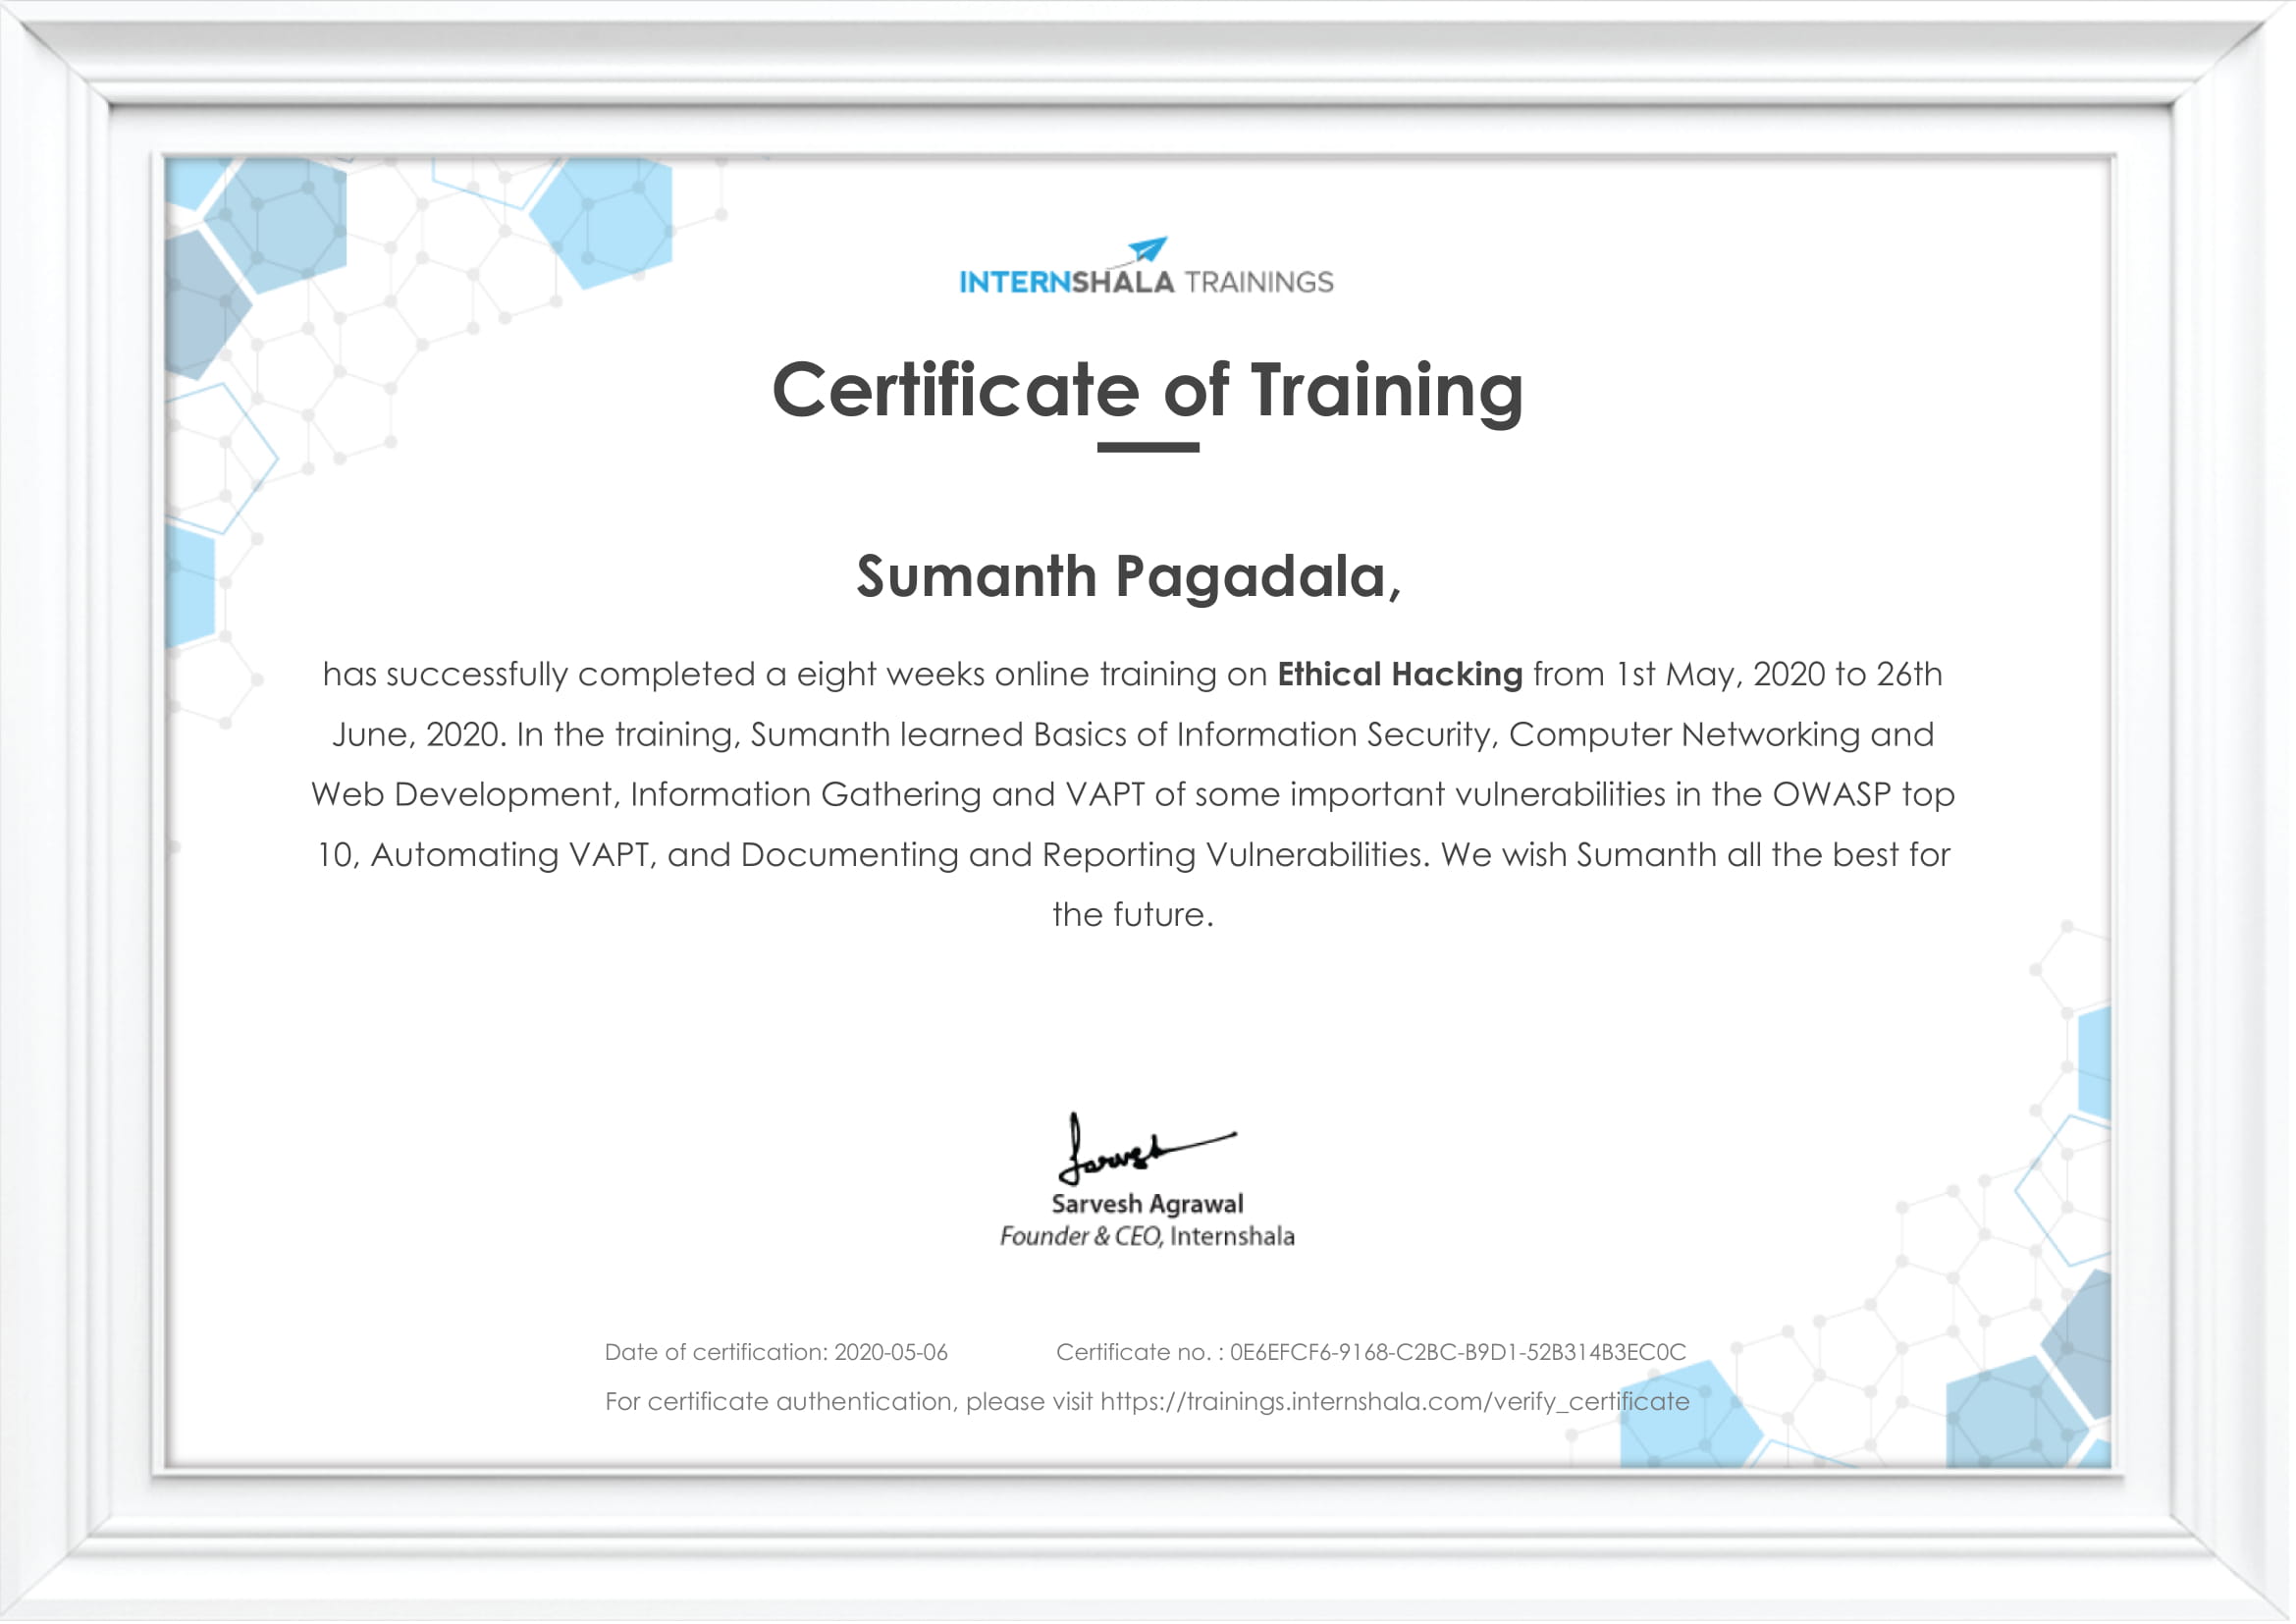 INTERNSHALA TRAININGS
Certificate of Training
Sumanth Pagadala,
has successfully completed a eight weeks online training on Ethical Hacking from 1st May, 2020 to 26th
June, 2020. In the training, Sumanth learned Basics of Information Security, Computer Networking and
Web Development, Information Gathering and VAPT of some important vulnerabilities in the OWASP top
10, Automating VAPT, and Documenting and Reporting Vulnerabilities. We wish Sumanth all the best for
the future.
Sarvesh
Sarvesh Agrawal
Founder & CEO, Internshala
Date of certification: 2020-05-06 Certificate no. : 0E6EFCF6-9168-C2BC-B9D1-52B314B3EC0C
For certificate authentication, please visit https://trainings.internshala.com/verify_certificate